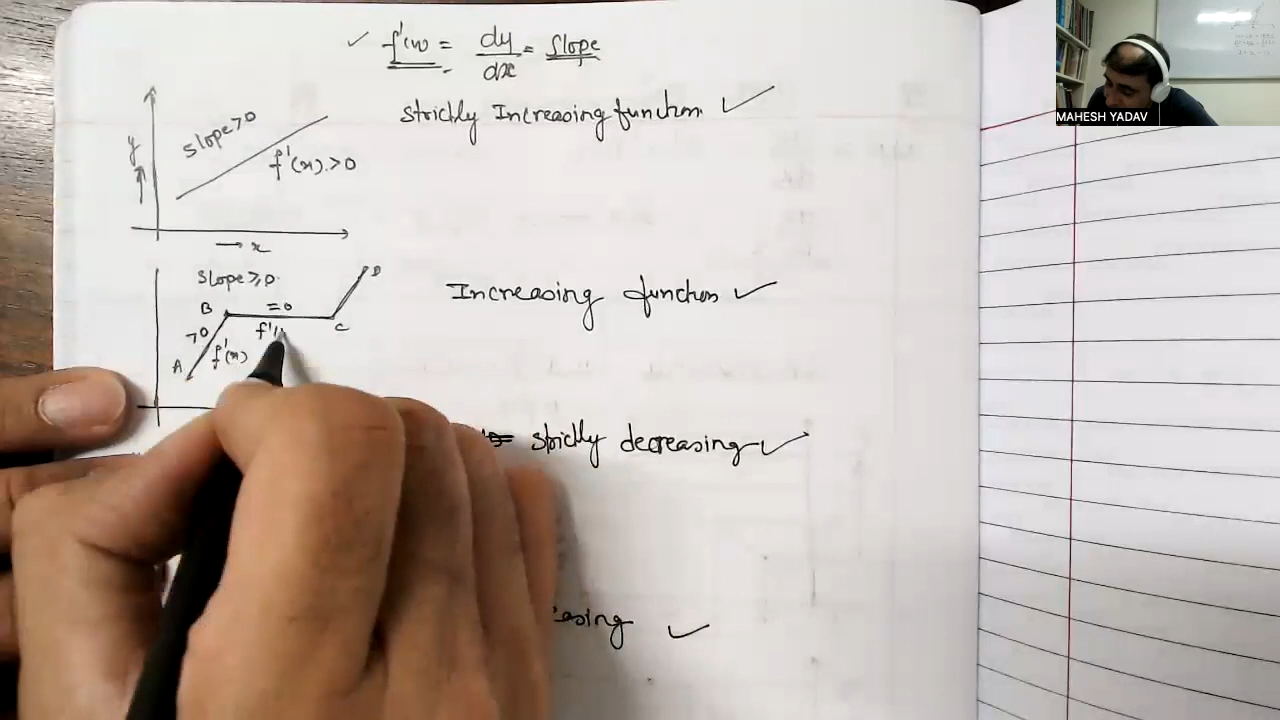 ✓ f'(x) = dy/dx = Slope
Strictly Increasing function ✓
slope>0
f'(x)>0
y
x
Slope ≥ 0
Increasing function ✓
B
=0
D
C
>0
f'(
A
f'(x)
strictly decreasing ✓
easing ✓
MAHESH YADAV